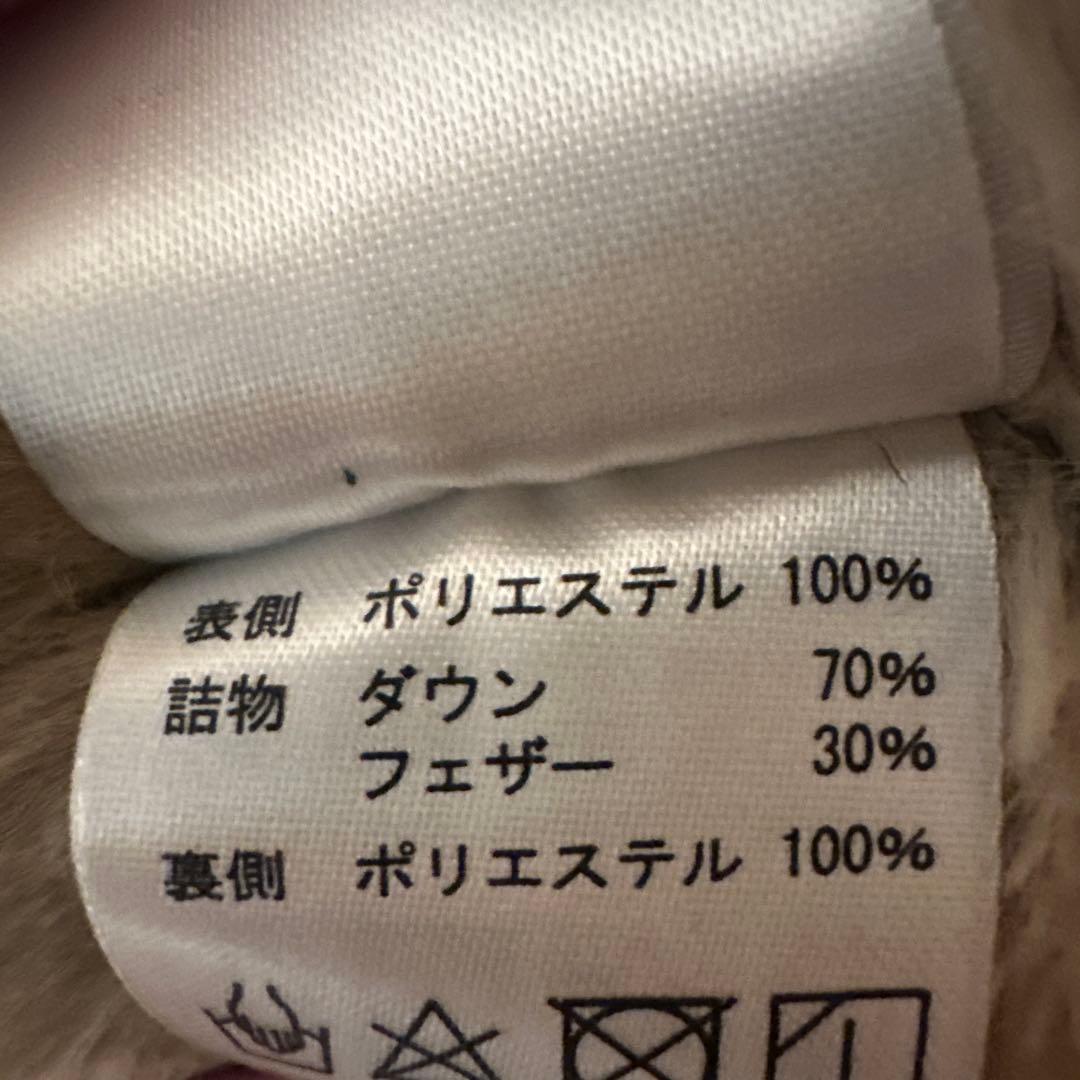 表側 ポリエステル 100%
詰物 ダウン 70%
フェザー 30%
裏側 ポリエステル 100%